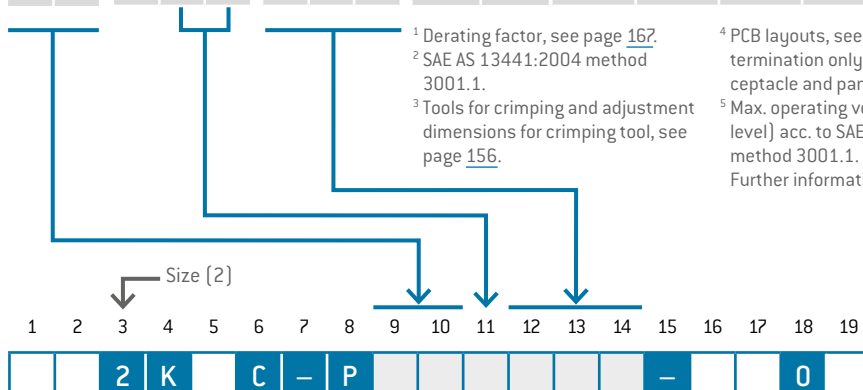 ¹ Derating factor, see page 167.
² SAE AS 13441:2004 method
3001.1.
³ Tools for crimping and adjustment
dimensions for crimping tool, see
page 156.
⁴ PCB layouts, see
termination only
ceptacle and par
⁵ Max. operating vo
level) acc. to SAE
method 3001.1.
Further informat
Size (2)
1 2 3 4 5 6 7 8 9 10 11 12 13 14 15 16 17 18 19
2 K C – P – 0